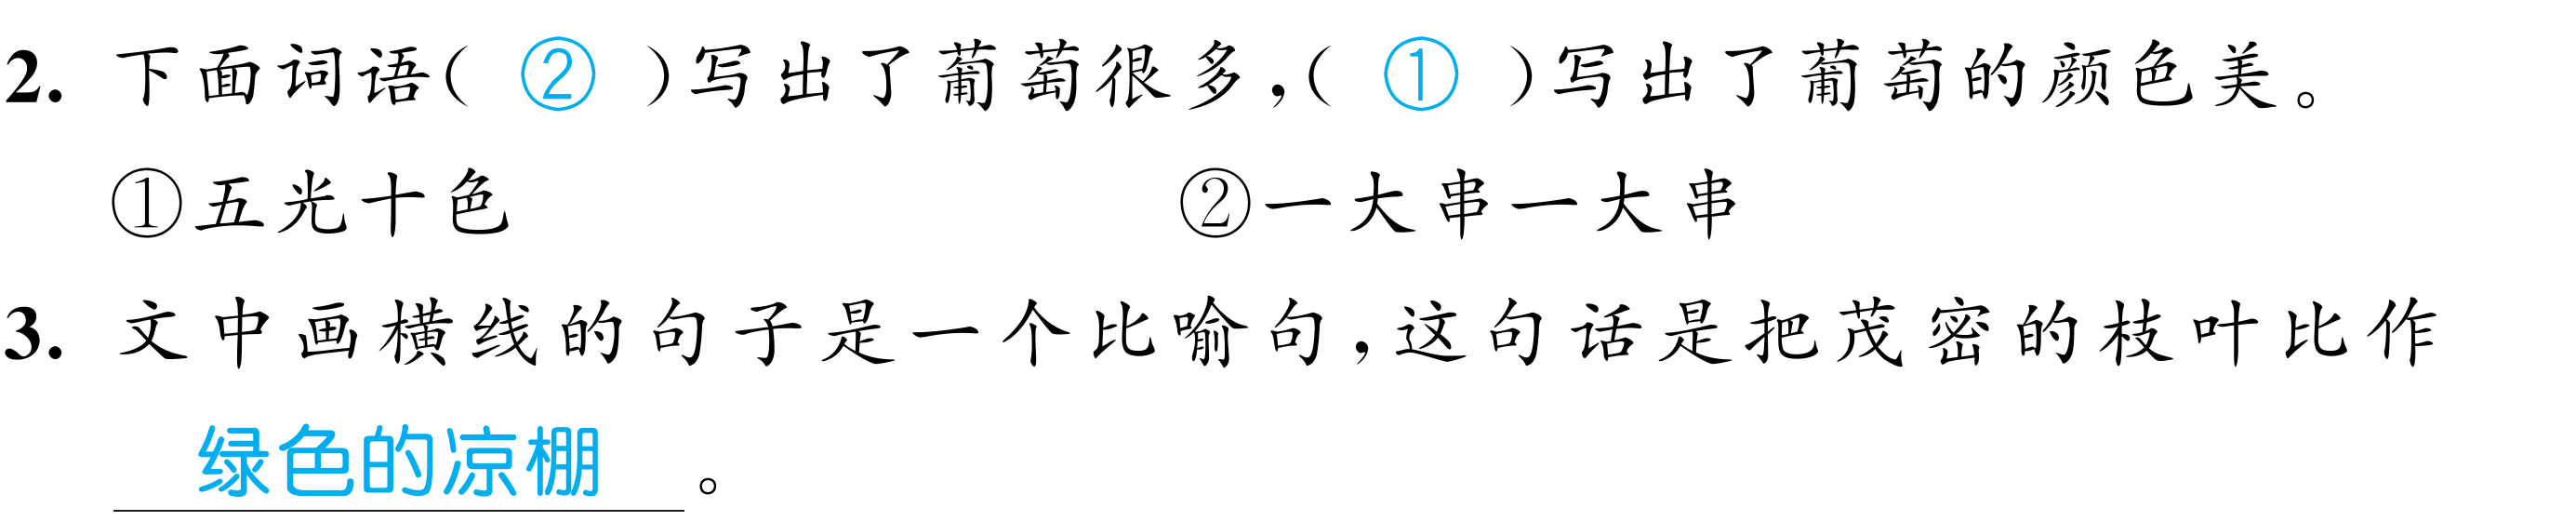 2. 下面词语( ② )写出了葡萄很多,( ① )写出了葡萄的颜色美。
①五光十色 ②一大串一大串
3. 文中画横线的句子是一个比喻句,这句话是把茂密的枝叶比作
绿色的凉棚。